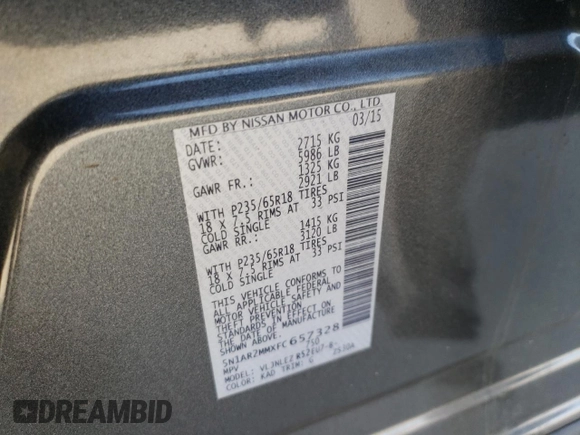 MFD BY NISSAN MOTOR CO., LTD.
DATE: 03/15
GVWR: 2715 KG
5986 LB
GAWR FR.: 1325 KG
2921 LB
WITH P235/65R18 TIRES
18 X 7.5 RIMS AT 33 PSI
COLD SINGLE
GAWR RR.: 1415 KG
3120 LB
WITH P235/65R18 TIRES
18 X 7.5 RIMS AT 33 PSI
COLD SINGLE
THIS VEHICLE CONFORMS TO
ALL APPLICABLE FEDERAL
MOTOR VEHICLE SAFETY AND
THEFT PREVENTION
STANDARDS IN EFFECT ON THE
DATE OF MANUFACTURE
SHOWN ABOVE.
5N1AR2MMXFC657328
MPV
MODEL:
COLOR: KAD TRIM: G
DREAMBID